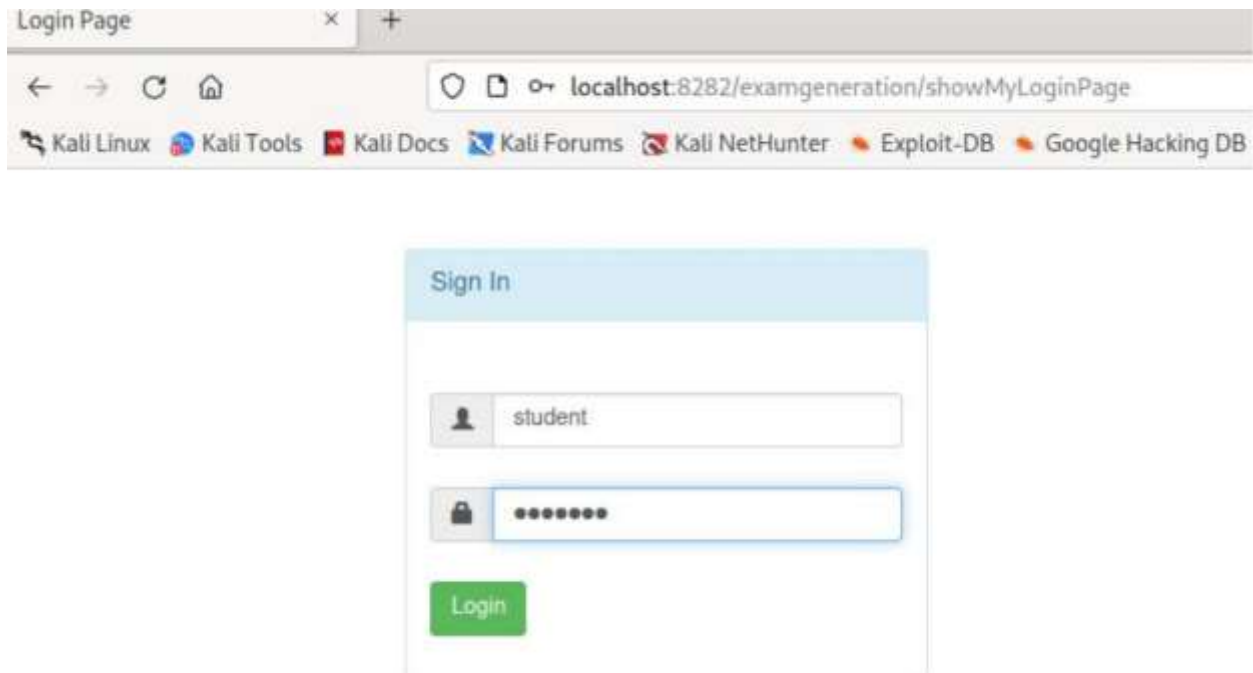 Login Page × +
localhost:8282/examgeneration/showMyLoginPage
Kali Linux Kali Tools Kali Docs Kali Forums Kali NetHunter Exploit-DB Google Hacking DB
Sign In
student
•••••••
Login